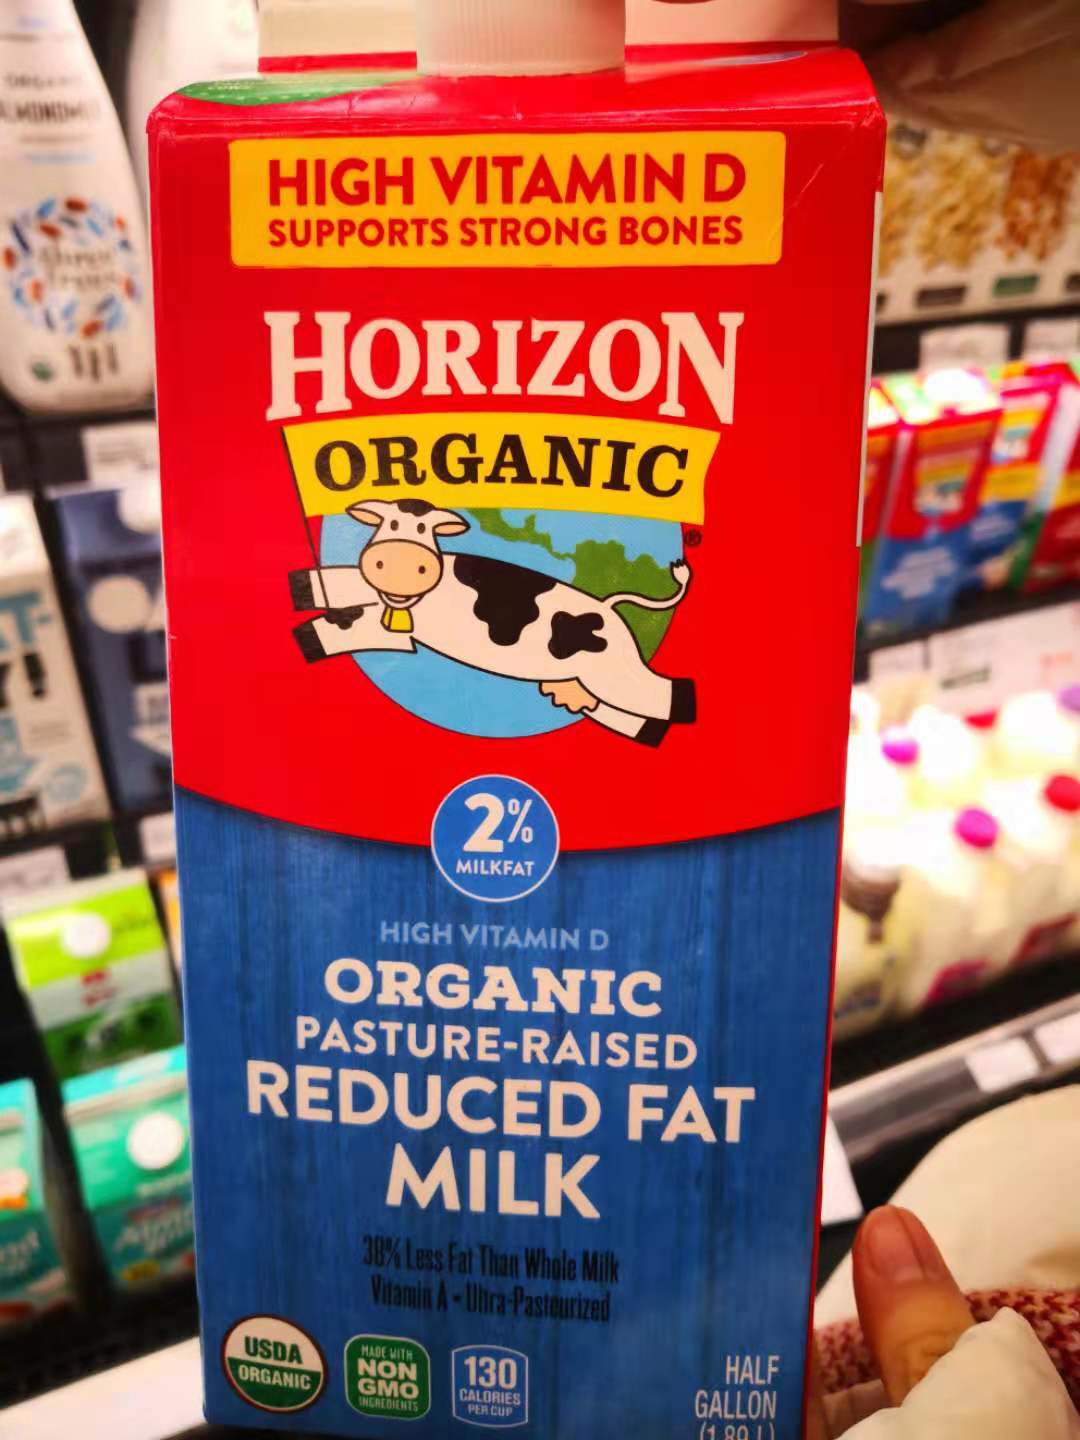 HIGH VITAMIN D
SUPPORTS STRONG BONES
HORIZON
ORGANIC
®
2%
MILKFAT
HIGH VITAMIN D
ORGANIC
PASTURE-RAISED
REDUCED FAT
MILK
38% Less Fat Than Whole Milk
Vitamin A • Ultra-Pasteurized
USDA
ORGANIC
MADE WITH
NON
GMO
INGREDIENTS
130
CALORIES
PER CUP
HALF
GALLON
(1.89 L)